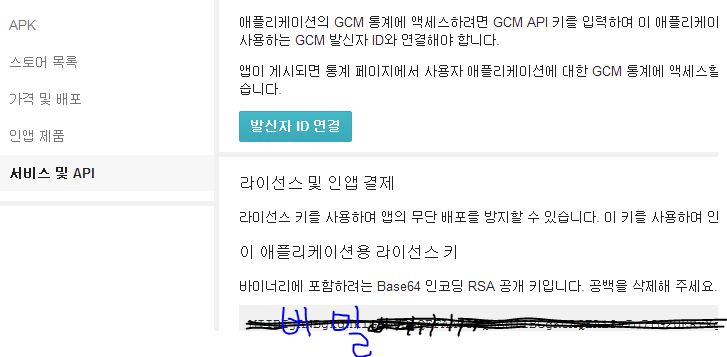 APK
스토어 목록
가격 및 배포
인앱 제품
서비스 및 API
애플리케이션의 GCM 통계에 액세스하려면 GCM API 키를 입력하여 이 애플리케이
사용하는 GCM 발신자 ID와 연결해야 합니다.
앱이 게시되면 통계 페이지에서 사용자 애플리케이션에 대한 GCM 통계에 액세스할
습니다.
발신자 ID 연결
라이선스 및 인앱 결제
라이선스 키를 사용하여 앱의 무단 배포를 방지할 수 있습니다. 이 키를 사용하여 인
이 애플리케이션용 라이선스 키
바이너리에 포함하려는 Base64 인코딩 RSA 공개 키입니다. 공백을 삭제해 주세요.
비밀